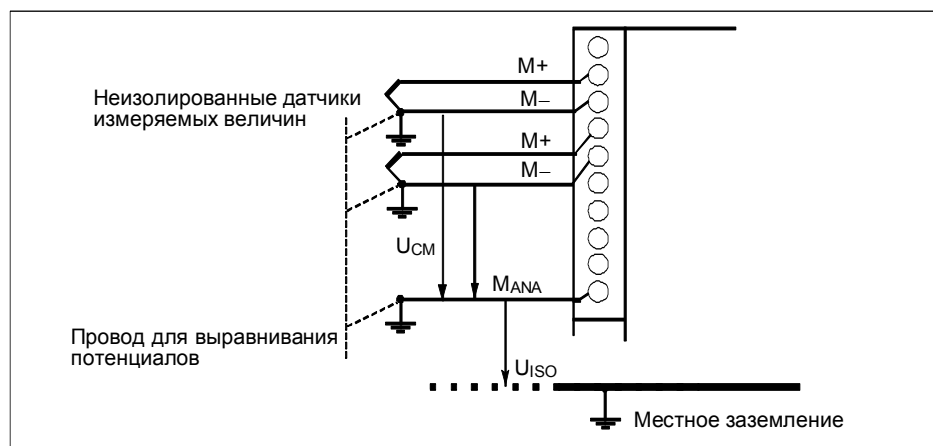 M+
Неизолированные датчики
измеряемых величин
M–
M+
M–
UCM
MANA
Провод для выравнивания
потенциалов
UISO
Местное заземление